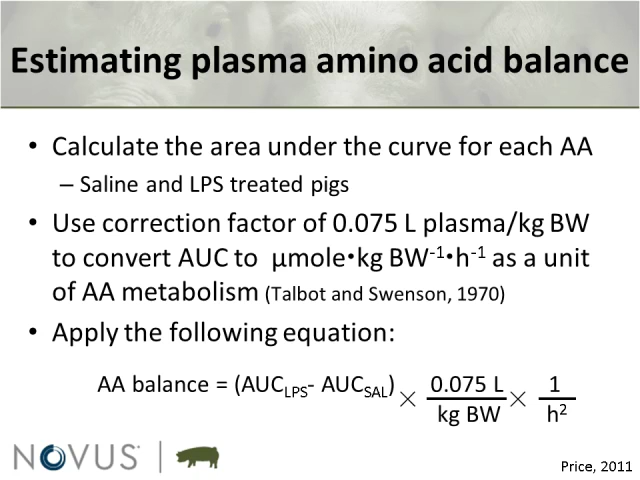 Estimating plasma amino acid balance
• Calculate the area under the curve for each AA
– Saline and LPS treated pigs
• Use correction factor of 0.075 L plasma/kg BW
to convert AUC to µmole•kg BW⁻¹•h⁻¹ as a unit
of AA metabolism (Talbot and Swenson, 1970)
• Apply the following equation:
AA balance = (AUC_LPS- AUC_SAL) × 0.075 L/kg BW × 1/h²
NOVUS
Price, 2011